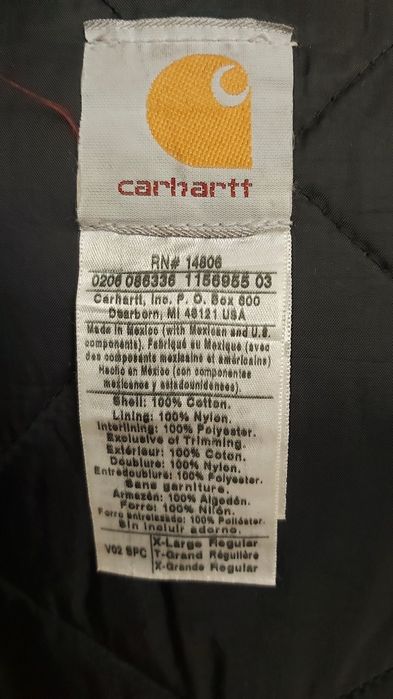 carhartt
RN# 14806
0206 086336 1156955 03
Carhartt, Inc. P. O. Box 600
Dearborn, MI 48121 USA
Made in Mexico (with Mexican and U.S.
components). Fabriqué au Mexique (avec
des composants mexicains et américains)
Hecho en México (con componentes
mexicanos y estadounidenses).
Shell: 100% Cotton.
Lining: 100% Nylon.
Interlining: 100% Polyester.
Exclusive of Trimming.
Extérieur: 100% Coton.
Doublure: 100% Nylon.
Entredoublure: 100% Polyester.
Sans garniture.
Armazón: 100% Algodón.
Forro: 100% Nilón.
Forro entrelazado: 100% Poliéster.
Sin incluir adorno.
V02 SPC
X-Large Regular
T-Grand Régulière
X-Grande Regular